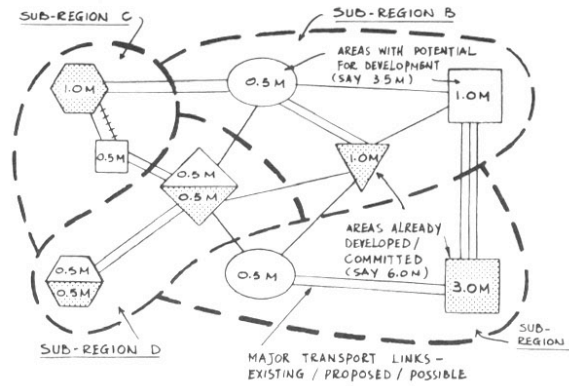 SUB-REGION C
SUB-REGION B
AREAS WITH POTENTIAL
FOR DEVELOPMENT
(SAY 3.5M)
1.0M
0.5M
1.0M
0.5M
1.0M
0.5M
0.5M
AREAS ALREADY
DEVELOPED/
COMMITTED
(SAY 6.0M)
0.5M
0.5M
0.5M
3.0M
SUB-
REGION
SUB-REGION D
MAJOR TRANSPORT LINKS-
EXISTING / PROPOSED / POSSIBLE